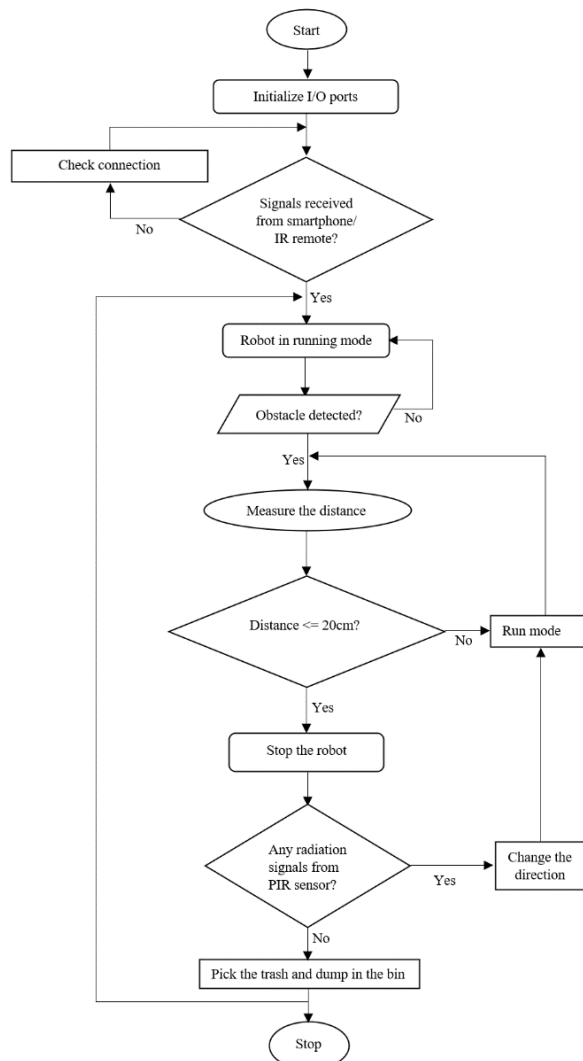 Start
Initialize I/O ports
Check connection
Signals received
from smartphone/
IR remote?
No
Yes
Robot in running mode
Obstacle detected?
No
Yes
Measure the distance
Distance <= 20cm?
No
Run mode
Yes
Stop the robot
Any radiation
signals from
PIR sensor?
Yes
Change the
direction
No
Pick the trash and dump in the bin
Stop